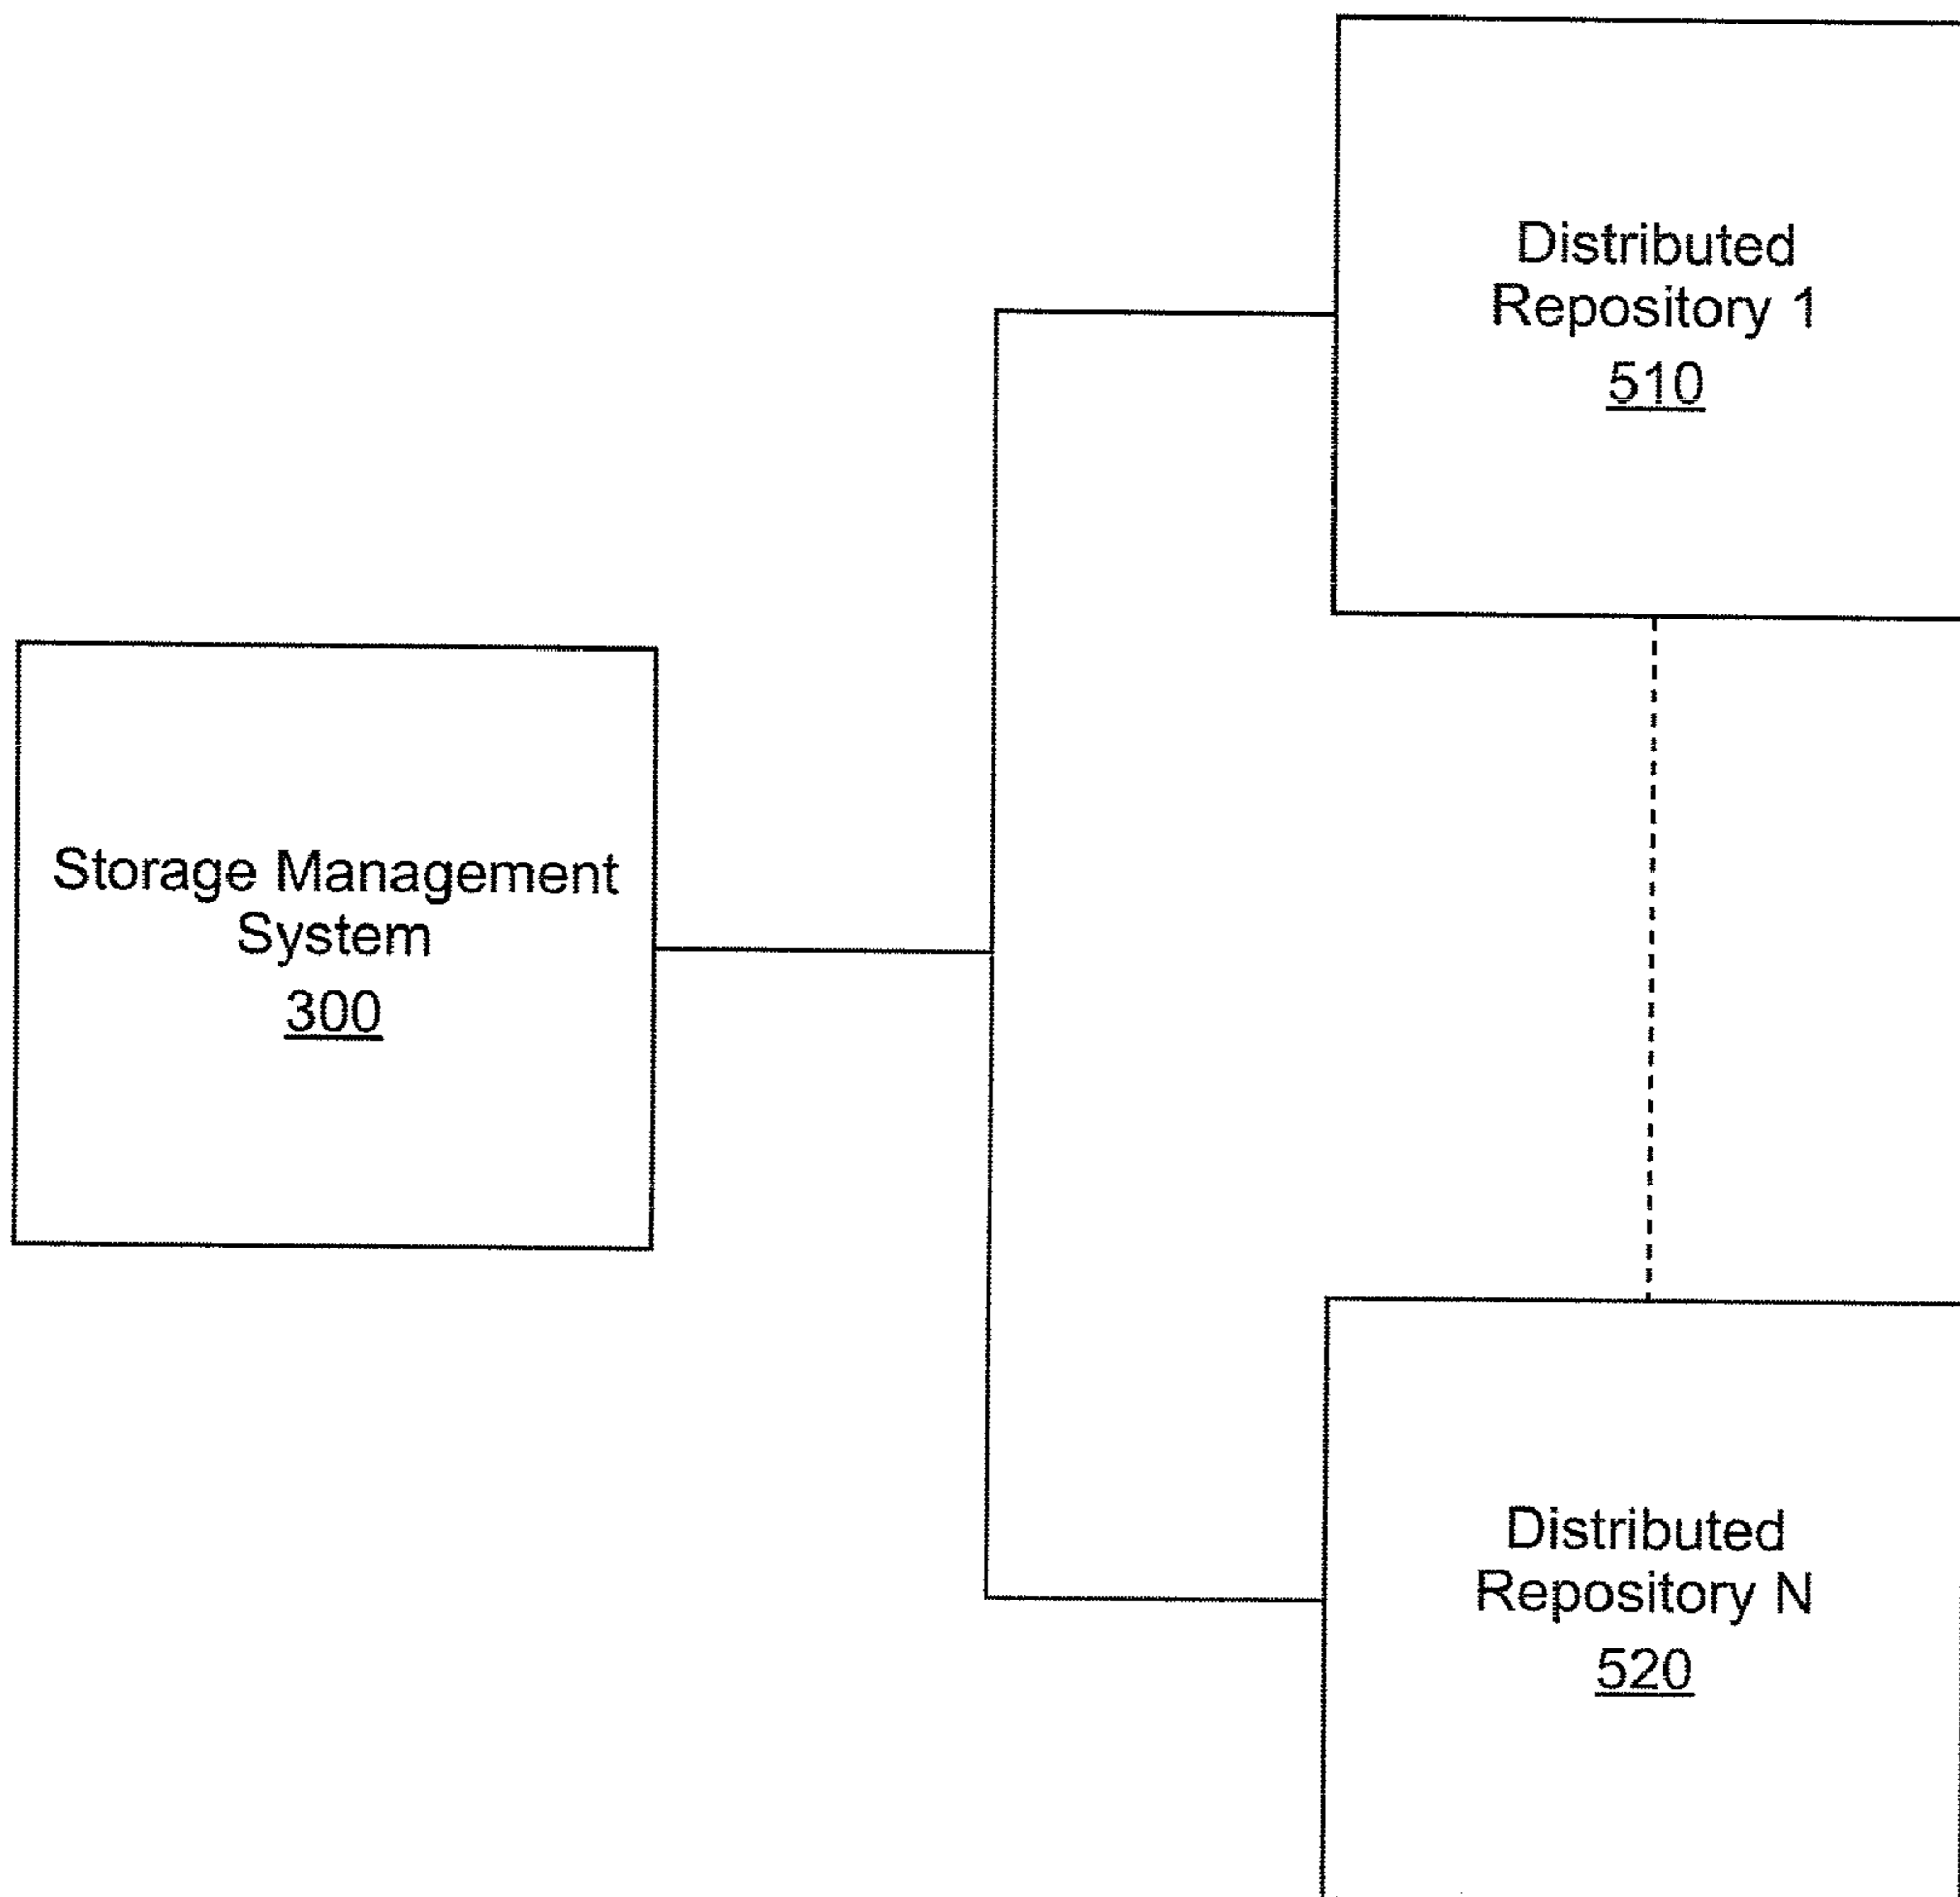 Distributed
Repository 1
510
Storage Management
System
300
Distributed
Repository N
520